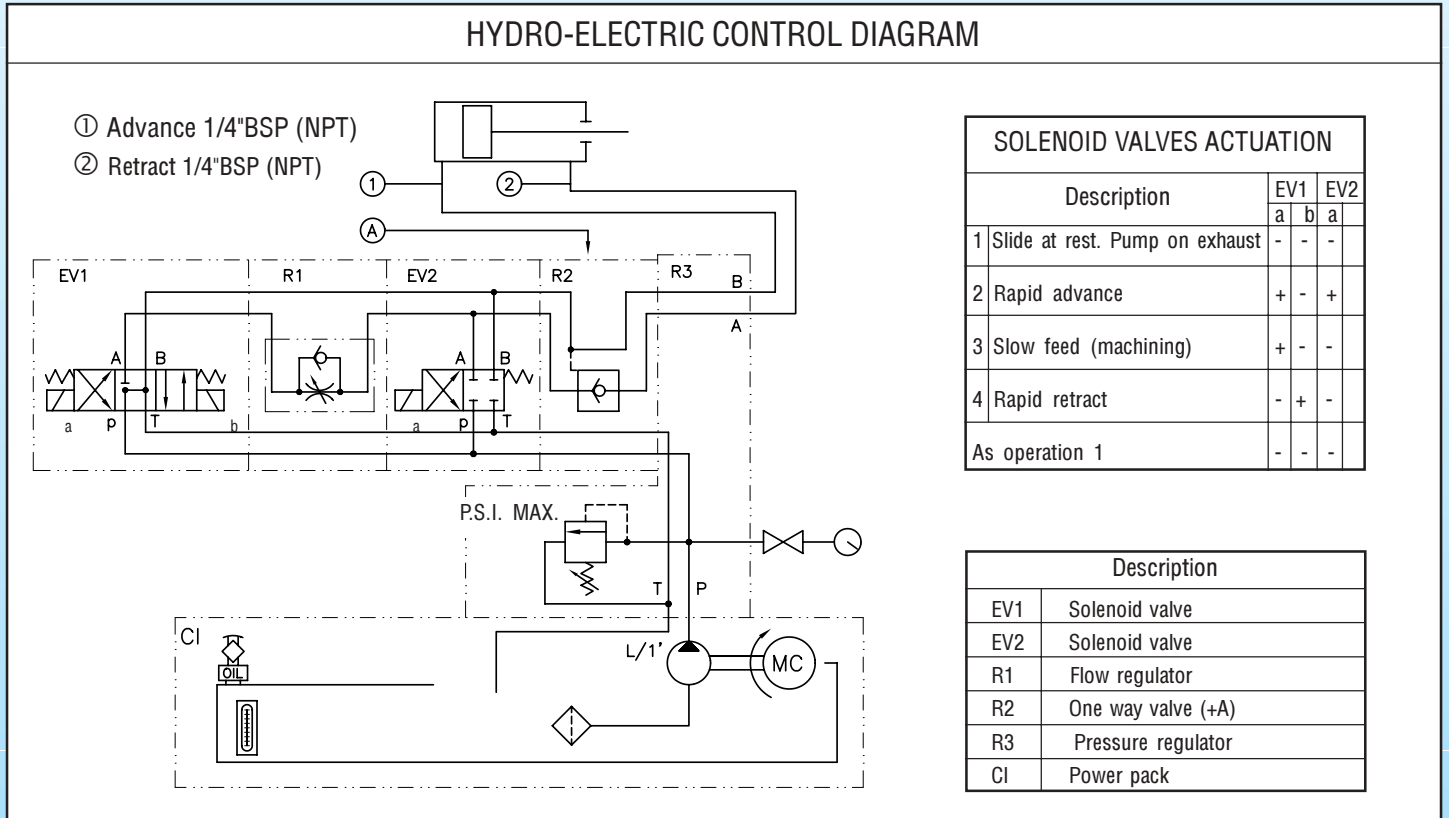 HYDRO-ELECTRIC CONTROL DIAGRAM
① Advance 1/4"BSP (NPT)
② Retract 1/4"BSP (NPT)
1
2
A
EV1
R1
EV2
R2
R3
B
A
A B
A B
a p T b
a p T
P.S.I. MAX.
T P
CI
L/1'
MC
OIL
SOLENOID VALVES ACTUATION
Description EV1 EV2
a b a
1 Slide at rest. Pump on exhaust - - -
2 Rapid advance + - +
3 Slow feed (machining) + - -
4 Rapid retract - + -
As operation 1 - - -
Description
EV1 Solenoid valve
EV2 Solenoid valve
R1 Flow regulator
R2 One way valve (+A)
R3 Pressure regulator
CI Power pack